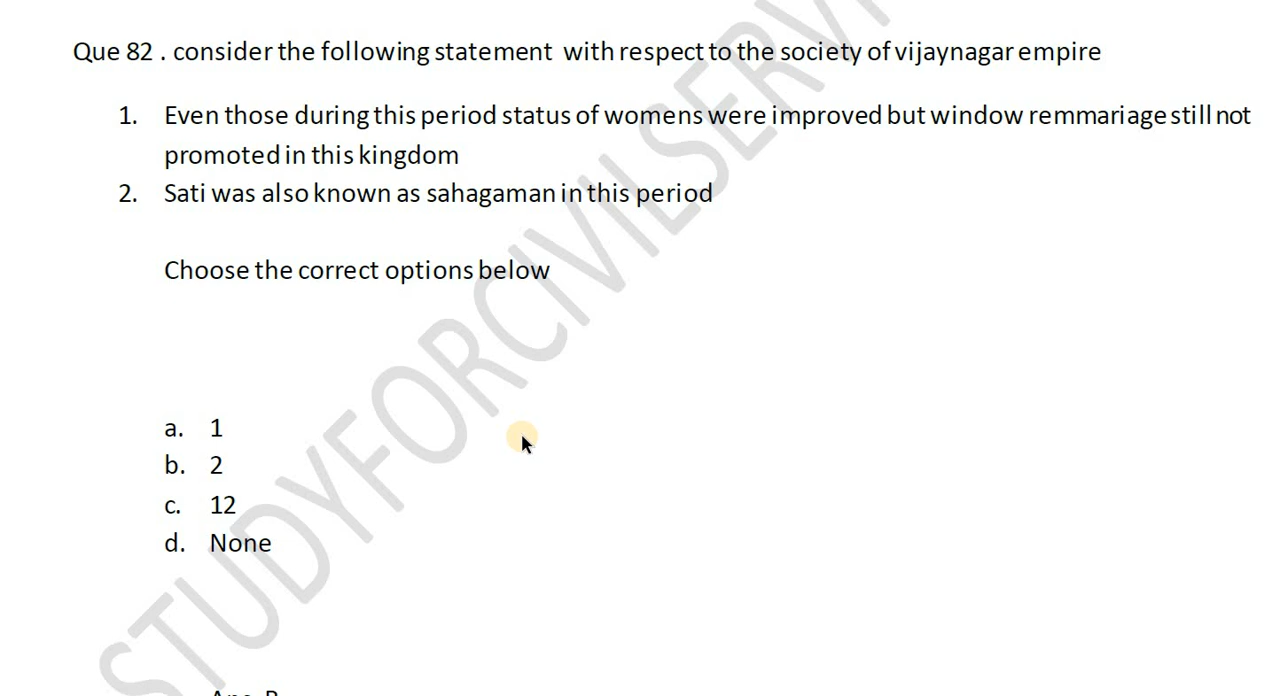 Que 82 . consider the following statement with respect to the society of vijaynagar empire
1. Even those during this period status of womens were improved but window remmariage still not
promoted in this kingdom
2. Sati was also known as sahagaman in this period
Choose the correct options below
a. 1
b. 2
c. 12
d. None
STUDYFORCIVILSERV